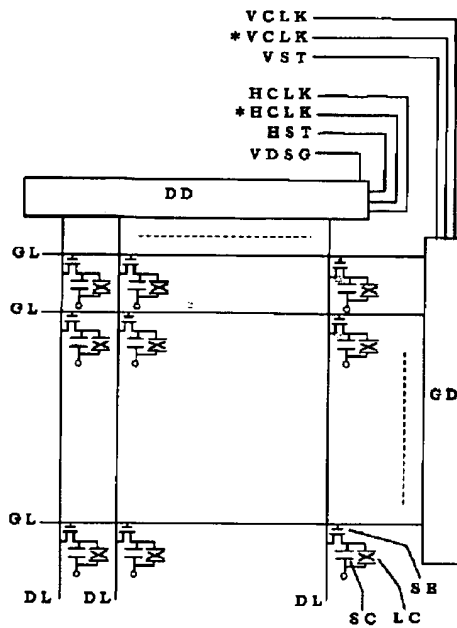 VCLK
*VCLK
VST
HCLK
*HCLK
HST
VDSG
DD
GL
GL
GD
GL
SE
DL DL DL SC LC